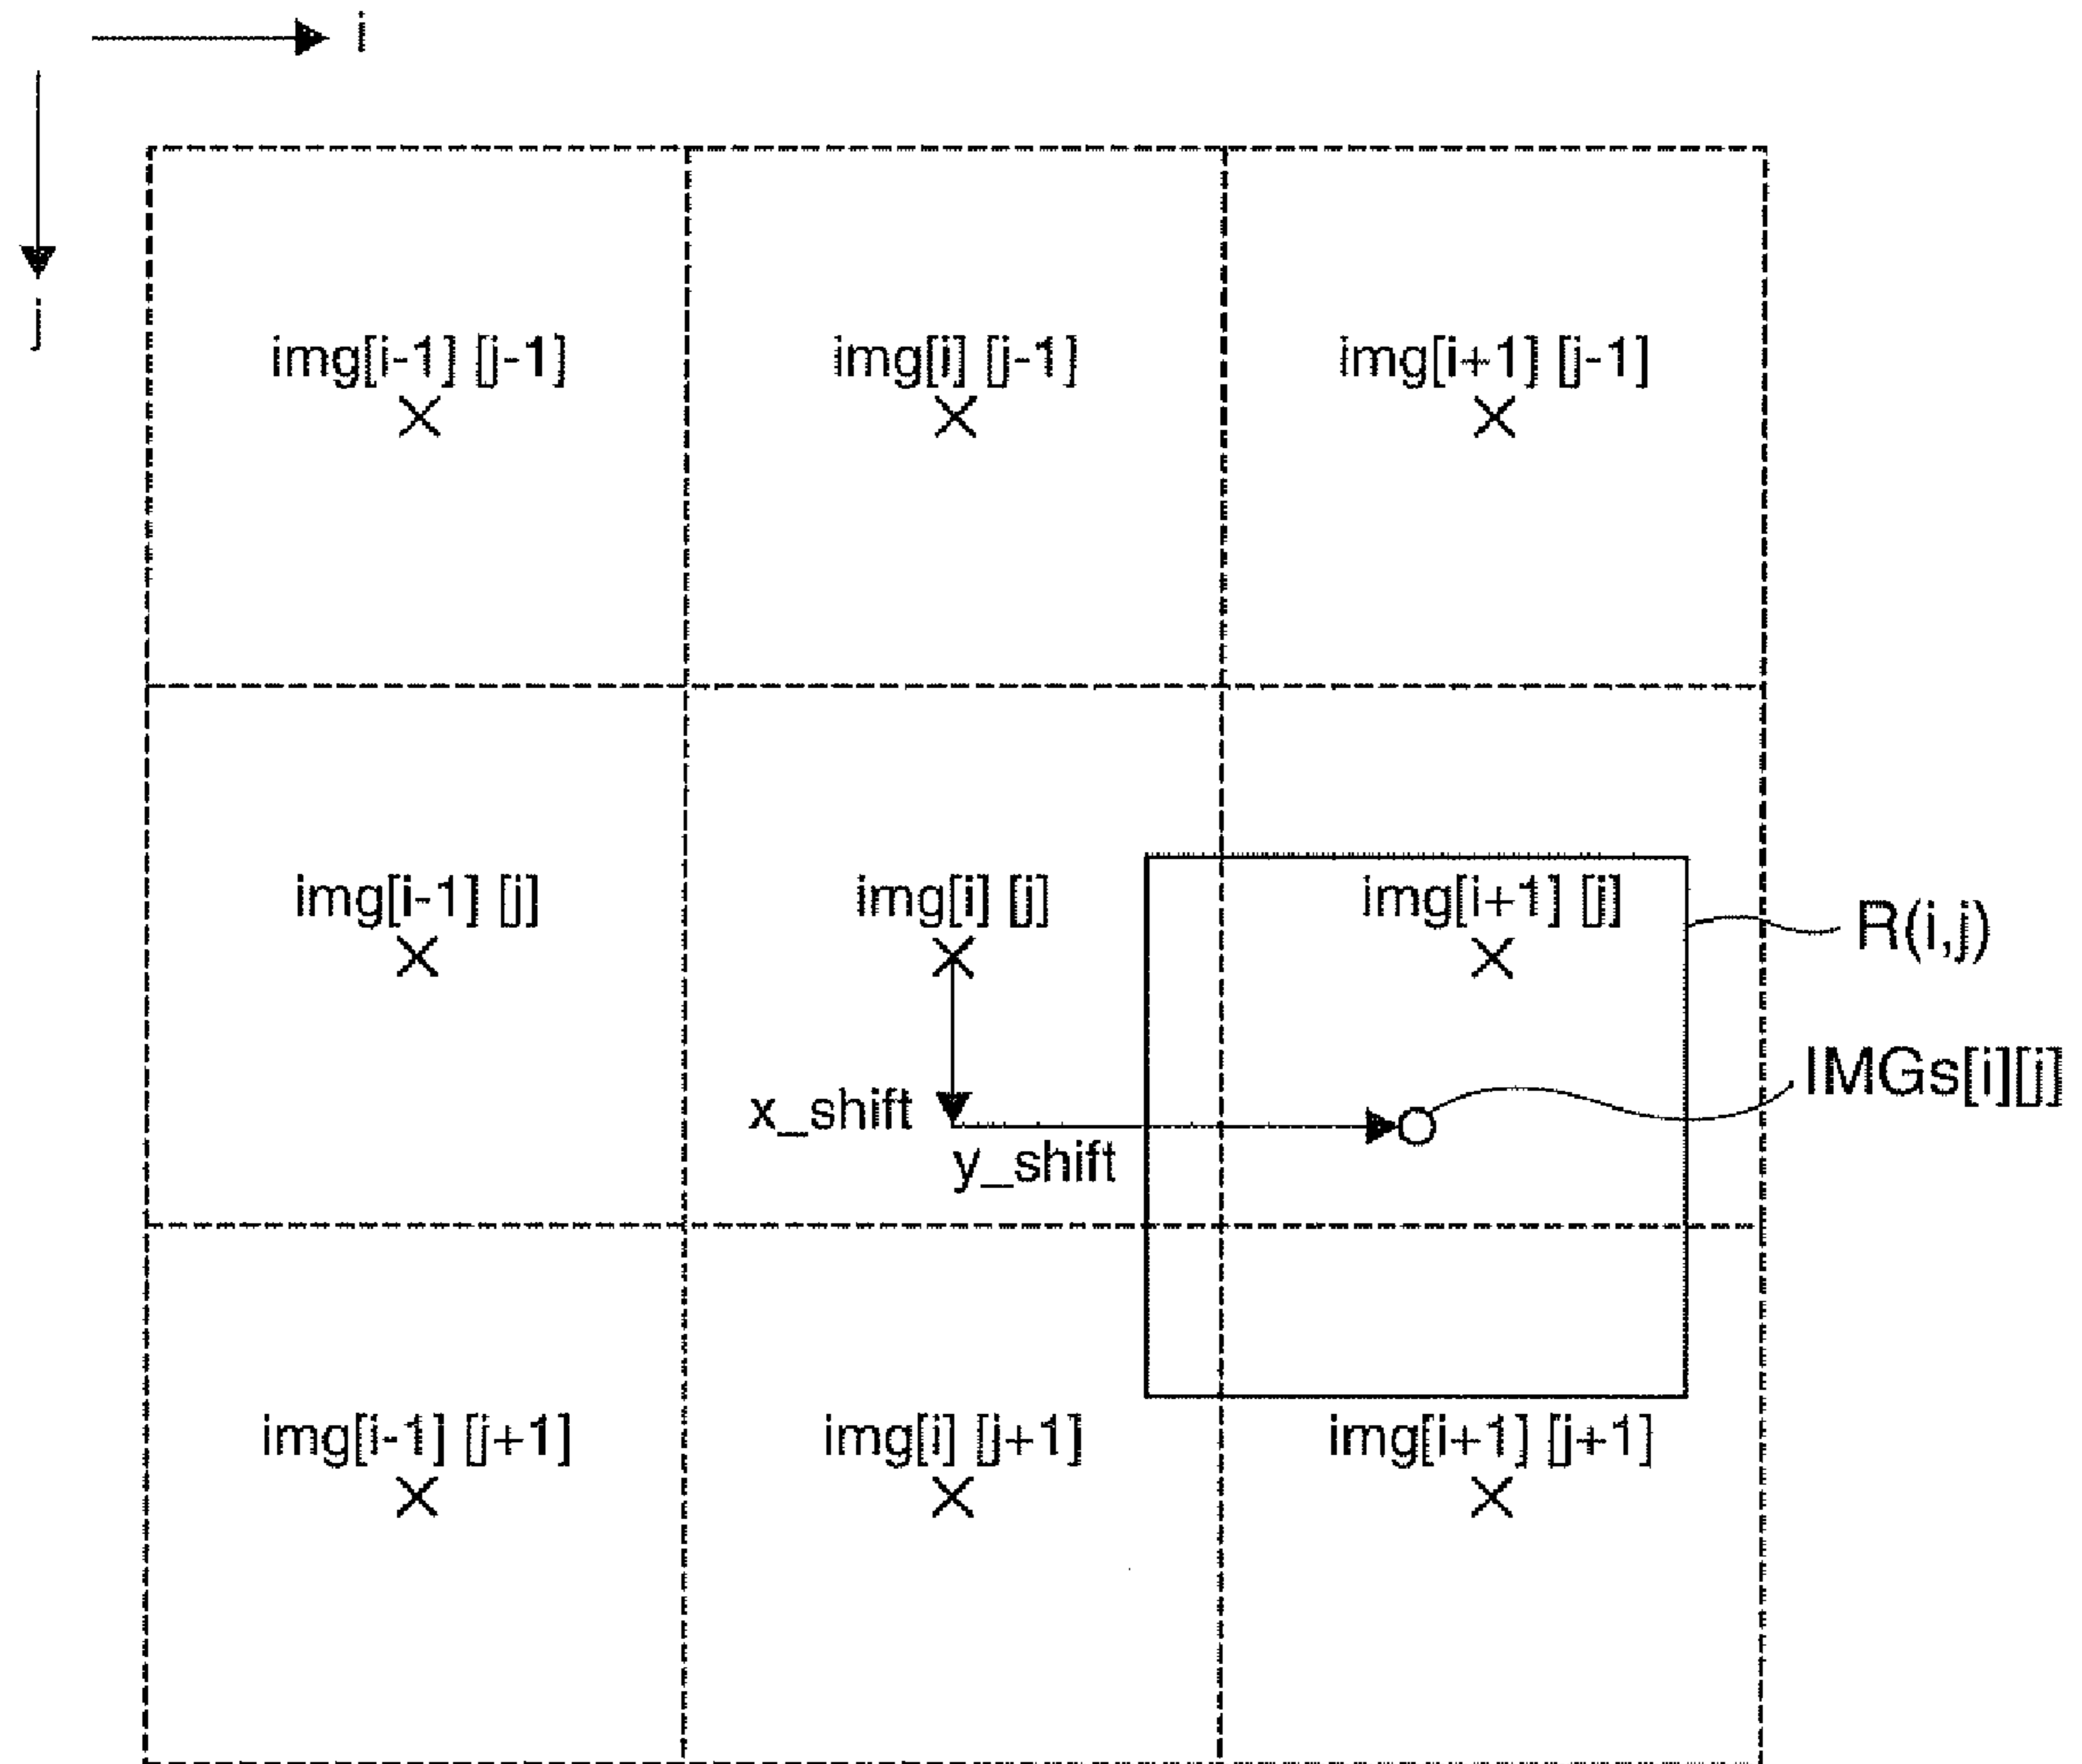 i
j
img[i-1] [j-1]
img[i] [j-1]
img[i+1] [j-1]
img[i-1] [j]
img[i] [j]
img[i+1] [j]
R(i,j)
IMGs[i][j]
x_shift
y_shift
img[i-1] [j+1]
img[i] [j+1]
img[i+1] [j+1]